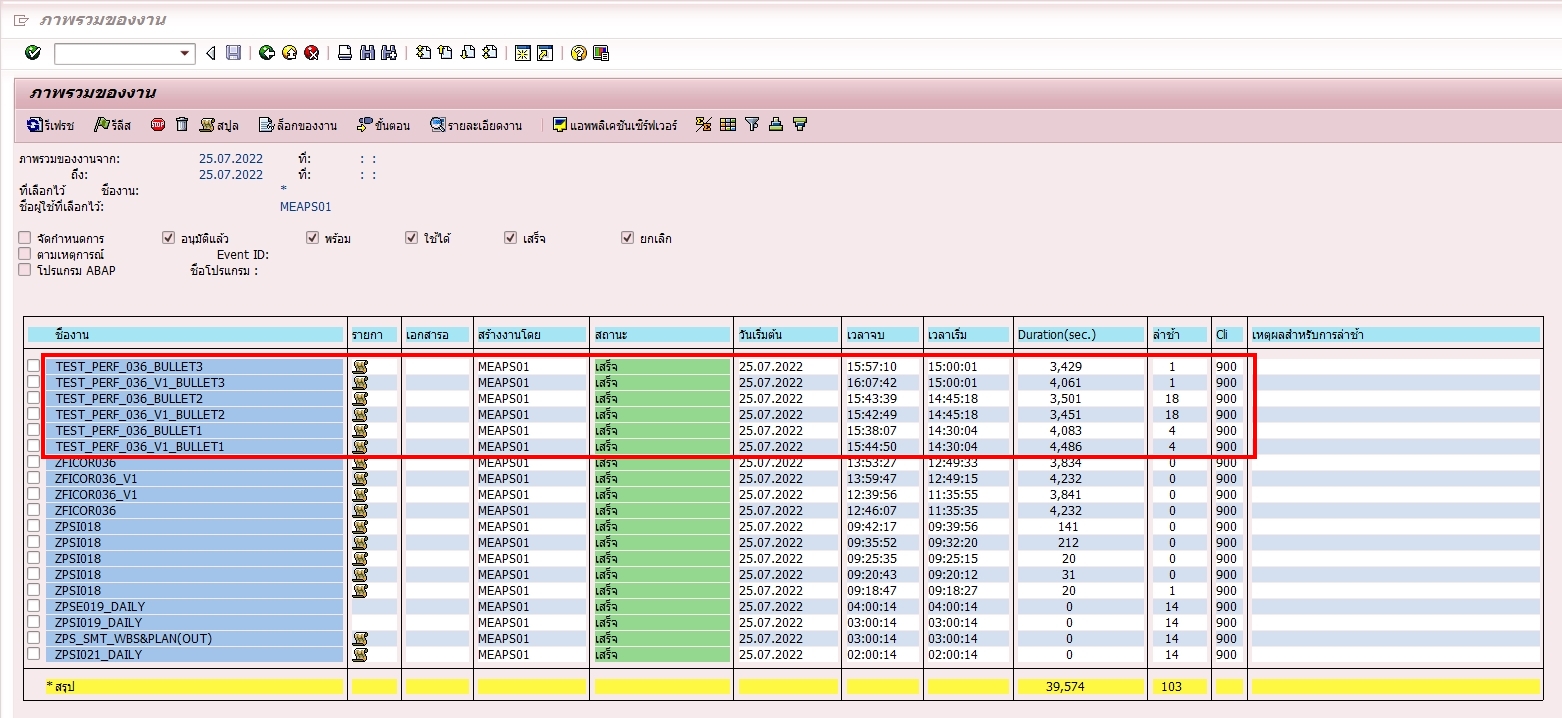 ภาพรวมของงาน
ภาพรวมของงาน
รีเฟรช รีลีส STOP สปูล ล็อกของงาน ขั้นตอน รายละเอียดงาน แอพพลิเคชันเซิร์ฟเวอร์
ภาพรวมของงานจาก: 25.07.2022 ที่: : :
ถึง: 25.07.2022 ที่: : :
ที่เลือกไว้ ชื่องาน: *
ชื่อผู้ใช้ที่เลือกไว้: MEAPS01
จัดกำหนดการ อนุมัติแล้ว พร้อม ใช้ได้ เสร็จ ยกเลิก
ตามเหตุการณ์ Event ID:
โปรแกรม ABAP ชื่อโปรแกรม :
ชื่องาน รายกา เอกสารอ สร้างงานโดย สถานะ วันเริ่มต้น เวลาจบ เวลาเริ่ม Duration(sec.) ล่าช้า Cli เหตุผลสำหรับการล่าช้า
TEST_PERF_036_BULLET3 MEAPS01 เสร็จ 25.07.2022 15:57:10 15:00:01 3,429 1 900
TEST_PERF_036_V1_BULLET3 MEAPS01 เสร็จ 25.07.2022 16:07:42 15:00:01 4,061 1 900
TEST_PERF_036_BULLET2 MEAPS01 เสร็จ 25.07.2022 15:43:39 14:45:18 3,501 18 900
TEST_PERF_036_V1_BULLET2 MEAPS01 เสร็จ 25.07.2022 15:42:49 14:45:18 3,451 18 900
TEST_PERF_036_BULLET1 MEAPS01 เสร็จ 25.07.2022 15:38:07 14:30:04 4,083 4 900
TEST_PERF_036_V1_BULLET1 MEAPS01 เสร็จ 25.07.2022 15:44:50 14:30:04 4,486 4 900
ZFICOR036 MEAPS01 เสร็จ 25.07.2022 13:53:27 12:49:33 3,834 0 900
ZFICOR036_V1 MEAPS01 เสร็จ 25.07.2022 13:59:47 12:49:15 4,232 0 900
ZFICOR036_V1 MEAPS01 เสร็จ 25.07.2022 12:39:56 11:35:55 3,841 0 900
ZFICOR036 MEAPS01 เสร็จ 25.07.2022 12:46:07 11:35:35 4,232 0 900
ZPSI018 MEAPS01 เสร็จ 25.07.2022 09:42:17 09:39:56 141 0 900
ZPSI018 MEAPS01 เสร็จ 25.07.2022 09:35:52 09:32:20 212 0 900
ZPSI018 MEAPS01 เสร็จ 25.07.2022 09:25:35 09:25:15 20 0 900
ZPSI018 MEAPS01 เสร็จ 25.07.2022 09:20:43 09:20:12 31 0 900
ZPSI018 MEAPS01 เสร็จ 25.07.2022 09:18:47 09:18:27 20 1 900
ZPSE019_DAILY MEAPS01 เสร็จ 25.07.2022 04:00:14 04:00:14 0 14 900
ZPSI019_DAILY MEAPS01 เสร็จ 25.07.2022 03:00:14 03:00:14 0 14 900
ZPS_SMT_WBS&PLAN(OUT) MEAPS01 เสร็จ 25.07.2022 03:00:14 03:00:14 0 14 900
ZPSI021_DAILY MEAPS01 เสร็จ 25.07.2022 02:00:14 02:00:14 0 14 900
* สรุป 39,574 103